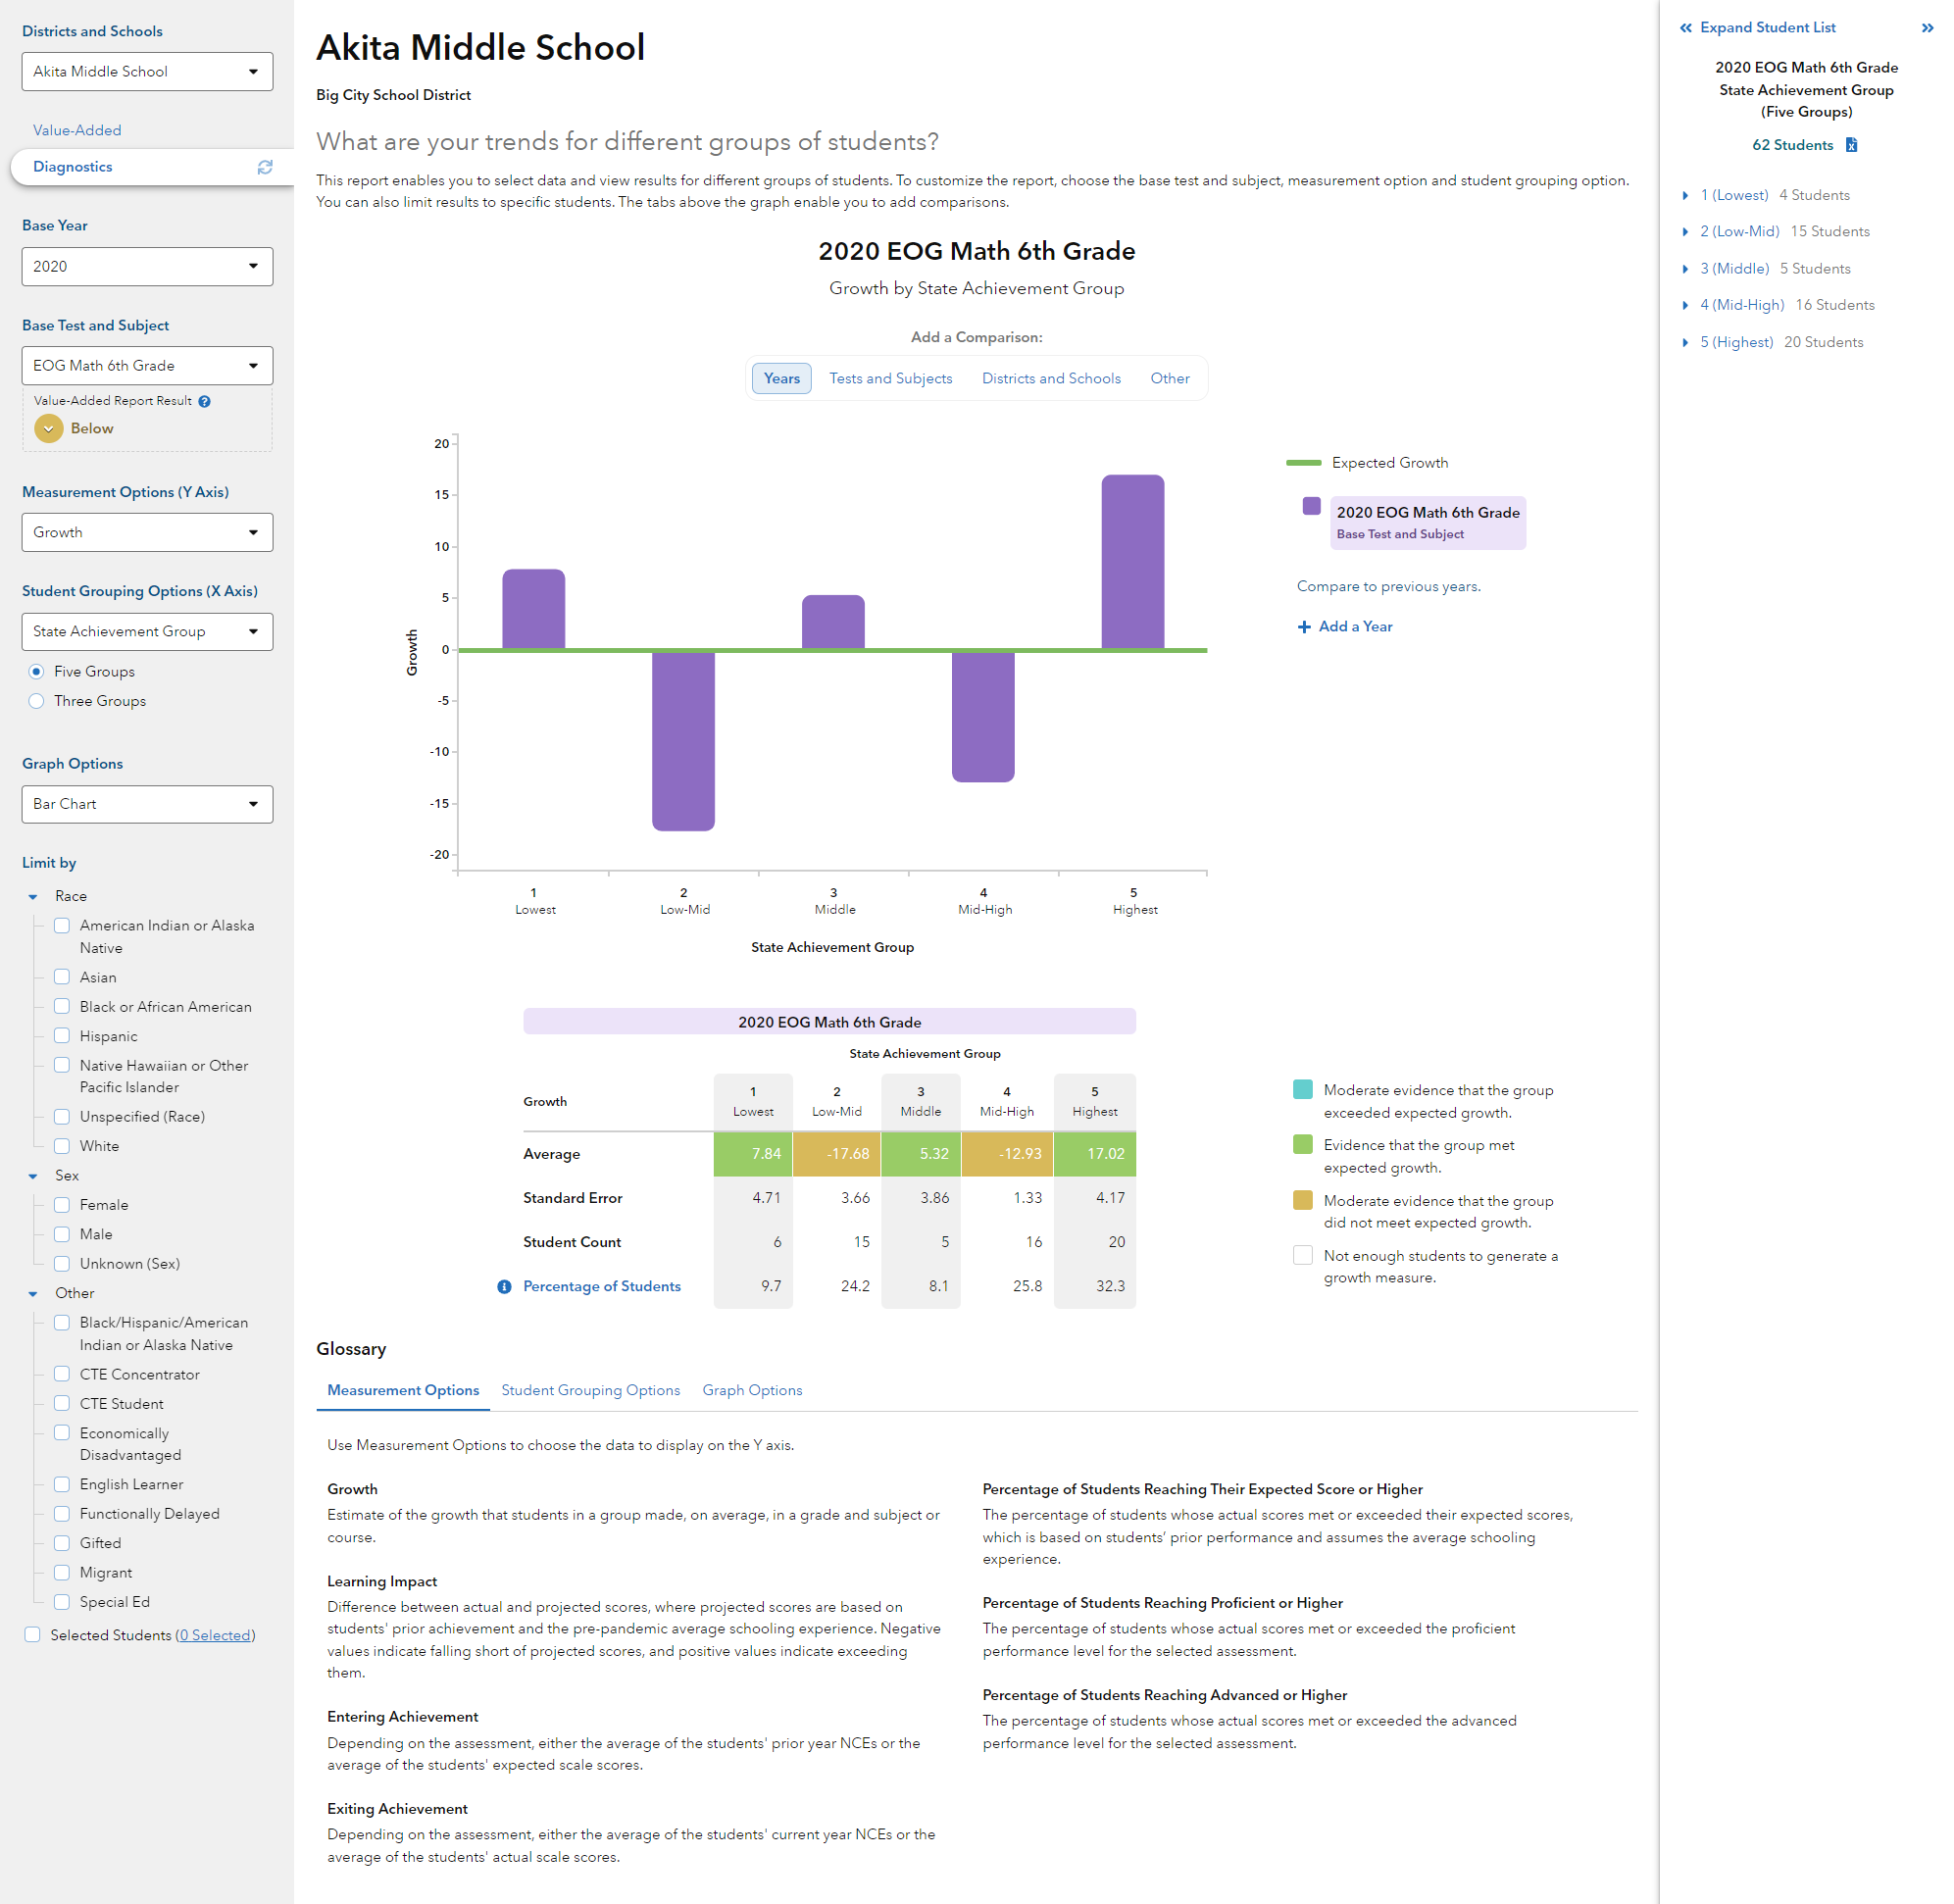 Districts and Schools
Akita Middle School
Value-Added
Diagnostics
Base Year
2020
Base Test and Subject
EOG Math 6th Grade
Value-Added Report Result
Below
Measurement Options (Y Axis)
Growth
Student Grouping Options (X Axis)
State Achievement Group
Five Groups
Three Groups
Graph Options
Bar Chart
Limit by
Race
American Indian or Alaska
Native
Asian
Black or African American
Hispanic
Native Hawaiian or Other
Pacific Islander
Unspecified (Race)
White
Sex
Female
Male
Unknown (Sex)
Other
Black/Hispanic/American
Indian or Alaska Native
CTE Concentrator
CTE Student
Economically
Disadvantaged
English Learner
Functionally Delayed
Gifted
Migrant
Special Ed
Selected Students (0 Selected)
Akita Middle School
Big City School District
What are your trends for different groups of students?
This report enables you to select data and view results for different groups of students. To customize the report, choose the base test and subject, measurement option and student grouping option.
You can also limit results to specific students. The tabs above the graph enable you to add comparisons.
2020 EOG Math 6th Grade
Growth by State Achievement Group
Add a Comparison:
Years Tests and Subjects Districts and Schools Other
20
15
10
5
0
-5
-10
-15
-20
Growth
1 2 3 4 5
Lowest Low-Mid Middle Mid-High Highest
State Achievement Group
Expected Growth
2020 EOG Math 6th Grade
Base Test and Subject
Compare to previous years.
Add a Year
2020 EOG Math 6th Grade
State Achievement Group
1 2 3 4 5
Growth Lowest Low-Mid Middle Mid-High Highest
Average 7.84 -17.68 5.32 -12.93 17.02
Standard Error 4.71 3.66 3.86 1.33 4.17
Student Count 6 15 5 16 20
Percentage of Students 9.7 24.2 8.1 25.8 32.3
Moderate evidence that the group
exceeded expected growth.
Evidence that the group met
expected growth.
Moderate evidence that the group
did not meet expected growth.
Not enough students to generate a
growth measure.
Glossary
Measurement Options Student Grouping Options Graph Options
Use Measurement Options to choose the data to display on the Y axis.
Growth
Estimate of the growth that students in a group made, on average, in a grade and subject or
course.
Learning Impact
Difference between actual and projected scores, where projected scores are based on
students' prior achievement and the pre-pandemic average schooling experience. Negative
values indicate falling short of projected scores, and positive values indicate exceeding
them.
Entering Achievement
Depending on the assessment, either the average of the students' prior year NCEs or the
average of the students' expected scale scores.
Exiting Achievement
Depending on the assessment, either the average of the students' current year NCEs or the
average of the students' actual scale scores.
Percentage of Students Reaching Their Expected Score or Higher
The percentage of students whose actual scores met or exceeded their expected scores,
which is based on students’ prior performance and assumes the average schooling
experience.
Percentage of Students Reaching Proficient or Higher
The percentage of students whose actual scores met or exceeded the proficient
performance level for the selected assessment.
Percentage of Students Reaching Advanced or Higher
The percentage of students whose actual scores met or exceeded the advanced
performance level for the selected assessment.
Expand Student List
2020 EOG Math 6th Grade
State Achievement Group
(Five Groups)
62 Students
1 (Lowest) 4 Students
2 (Low-Mid) 15 Students
3 (Middle) 5 Students
4 (Mid-High) 16 Students
5 (Highest) 20 Students